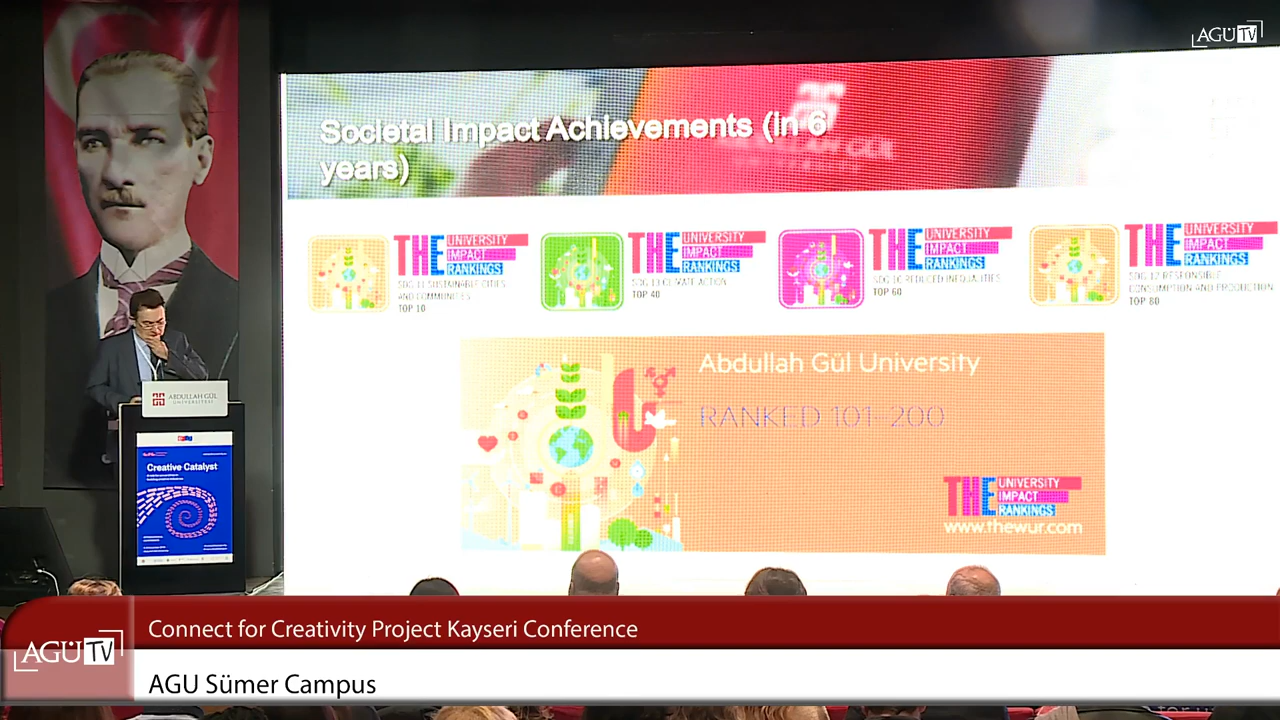 AGÜ TV
Societal Impact Achievements (in 6
years)
THE UNIVERSITY
IMPACT
RANKINGS
SDG 11 SUSTAINABLE CITIES
AND COMMUNITIES
TOP 10
THE UNIVERSITY
IMPACT
RANKINGS
SDG 13 CLIMATE ACTION
TOP 40
THE UNIVERSITY
IMPACT
RANKINGS
SDG 10 REDUCED INEQUALITIES
TOP 60
THE UNIVERSITY
IMPACT
RANKINGS
SDG 12 RESPONSIBLE
CONSUMPTION AND PRODUCTION
TOP 80
Abdullah Gül University
RANKED 101–200
THE UNIVERSITY
IMPACT
RANKINGS
www.thewur.com
ABDULLAH GÜL
ÜNİVERSİTESİ
Creative Catalyst
Connect for Creativity Project Kayseri Conference
AGÜ TV
AGU Sümer Campus